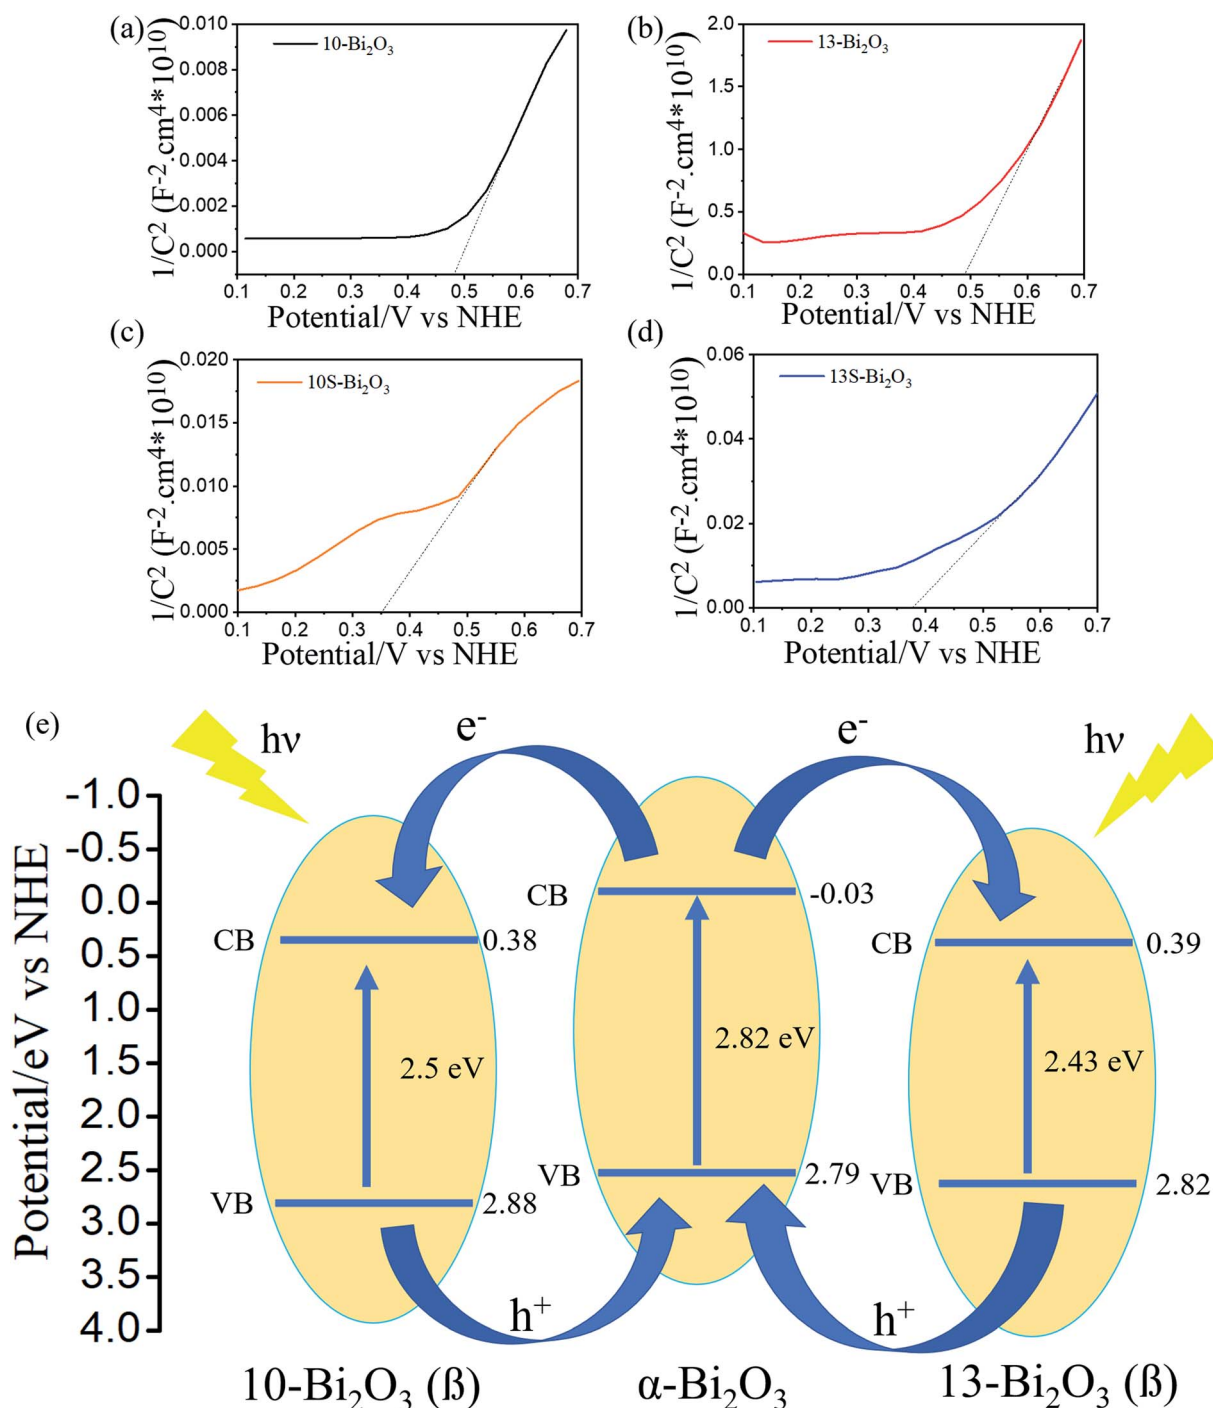 (a)
10-Bi2O3
1/C2 (F-2.cm4*1010)
0.010
0.008
0.006
0.004
0.002
0.000
0.1 0.2 0.3 0.4 0.5 0.6 0.7
Potential/V vs NHE
(b)
13-Bi2O3
1/C2 (F-2.cm4*1010)
2.0
1.5
1.0
0.5
0.0
0.1 0.2 0.3 0.4 0.5 0.6 0.7
Potential/V vs NHE
(c)
10S-Bi2O3
1/C2 (F-2.cm4*1010)
0.020
0.015
0.010
0.005
0.000
0.1 0.2 0.3 0.4 0.5 0.6 0.7
Potential/V vs NHE
(d)
13S-Bi2O3
1/C2 (F-2.cm4*1010)
0.06
0.04
0.02
0.00
0.1 0.2 0.3 0.4 0.5 0.6 0.7
Potential/V vs NHE
(e)
hν
e-
e-
hν
Potential/eV vs NHE
-1.0
-0.5
0.0
0.5
1.0
1.5
2.0
2.5
3.0
3.5
4.0
CB
0.38
2.5 eV
VB
2.88
CB
-0.03
2.82 eV
VB
2.79
CB
0.39
2.43 eV
VB
2.82
h+
h+
10-Bi2O3 (ß)
α-Bi2O3
13-Bi2O3 (ß)